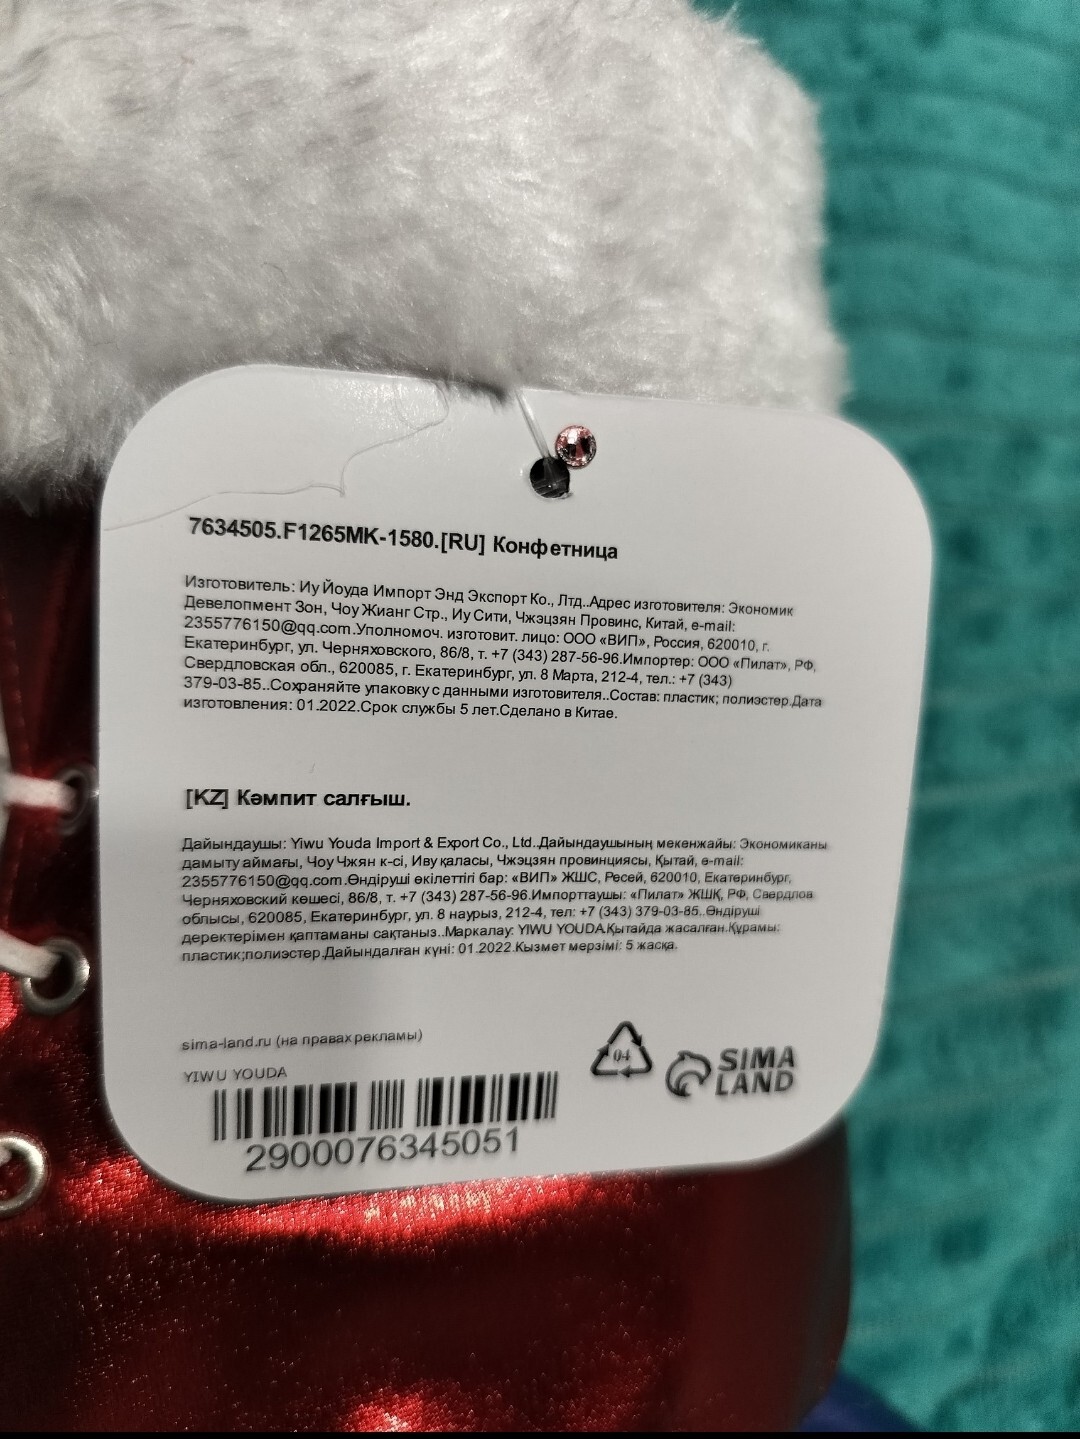 7634505.F1265MK-1580.[RU] Конфетница
Изготовитель: Иу Йоуда Импорт Энд Экспорт Ко., Лтд..Адрес изготовителя: Экономик
Девелопмент Зон, Чоу Жианг Стр., Иу Сити, Чжэцзян Провинс, Китай, e-mail:
2355776150@qq.com.Уполномоч. изготовит. лицо: ООО «ВИП», Россия, 620010, г.
Екатеринбург, ул. Черняховского, 86/8, т. +7 (343) 287-56-96.Импортер: ООО «Пилат», РФ,
Свердловская обл., 620085, г. Екатеринбург, ул. 8 Марта, 212-4, тел.: +7 (343)
379-03-85..Сохраняйте упаковку с данными изготовителя..Состав: пластик; полиэстер.Дата
изготовления: 01.2022.Срок службы 5 лет.Сделано в Китае.
[KZ] Кәмпит салғыш.
Дайындаушы: Yiwu Youda Import & Export Co., Ltd..Дайындаушының мекенжайы: Экономиканы
дамыту аймағы, Чоу Чжян к-сі, Иву қаласы, Чжэцзян провинциясы, Қытай, e-mail:
2355776150@qq.com.Өндіруші өкілеттігі бар: «ВИП» ЖШС, Ресей, 620010, Екатеринбург,
Черняховский көшесі, 86/8, т. +7 (343) 287-56-96.Импорттаушы: «Пилат» ЖШҚ, РФ, Свердлов
облысы, 620085, Екатеринбург, ул. 8 наурыз, 212-4, тел: +7 (343) 379-03-85..Өндіруші
деректерімен қаптаманы сақтаныз..Маркалау: YIWU YOUDA.Қытайда жасалған.Құрамы:
пластик;полиэстер.Дайындалған күні: 01.2022.Кызмет мерзімі: 5 жасқа.
sima-land.ru (на правах рекламы)
YIWU YOUDA
2900076345051
04
SIMA
LAND